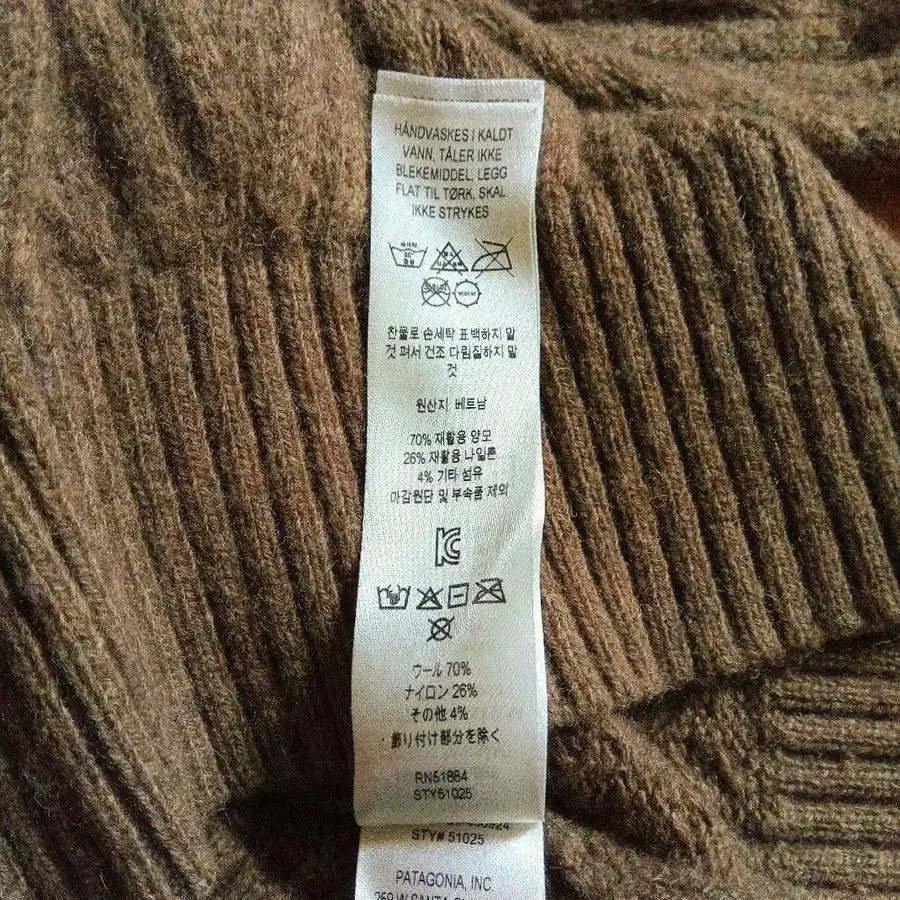 HÅNDVASKES I KALDT
VANN, TÅLER IKKE
BLEKEMIDDEL, LEGG
FLAT TIL TØRK, SKAL
IKKE STRYKES
찬물로 손세탁 표백하지 말
것 펴서 건조 다림질하지 말
것
원산지: 베트남
70% 재활용 양모
26% 재활용 나일론
4% 기타 섬유
마감원단 및 부속품 제외
ウール 70%
ナイロン 26%
その他 4%
・飾り付け部分を除く
RN51884
STY51025
STY# 51025
PATAGONIA, INC.
259 W SANTA